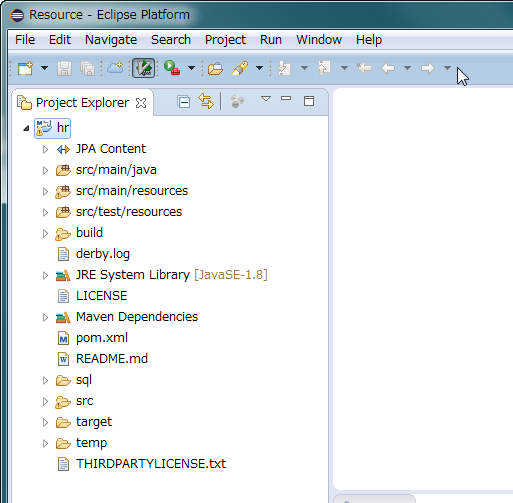 Resource - Eclipse Platform
File Edit Navigate Search Project Run Window Help
Project Explorer
hr
JPA Content
src/main/java
src/main/resources
src/test/resources
build
derby.log
JRE System Library [JavaSE-1.8]
LICENSE
Maven Dependencies
pom.xml
README.md
sql
src
target
temp
THIRDPARTYLICENSE.txt